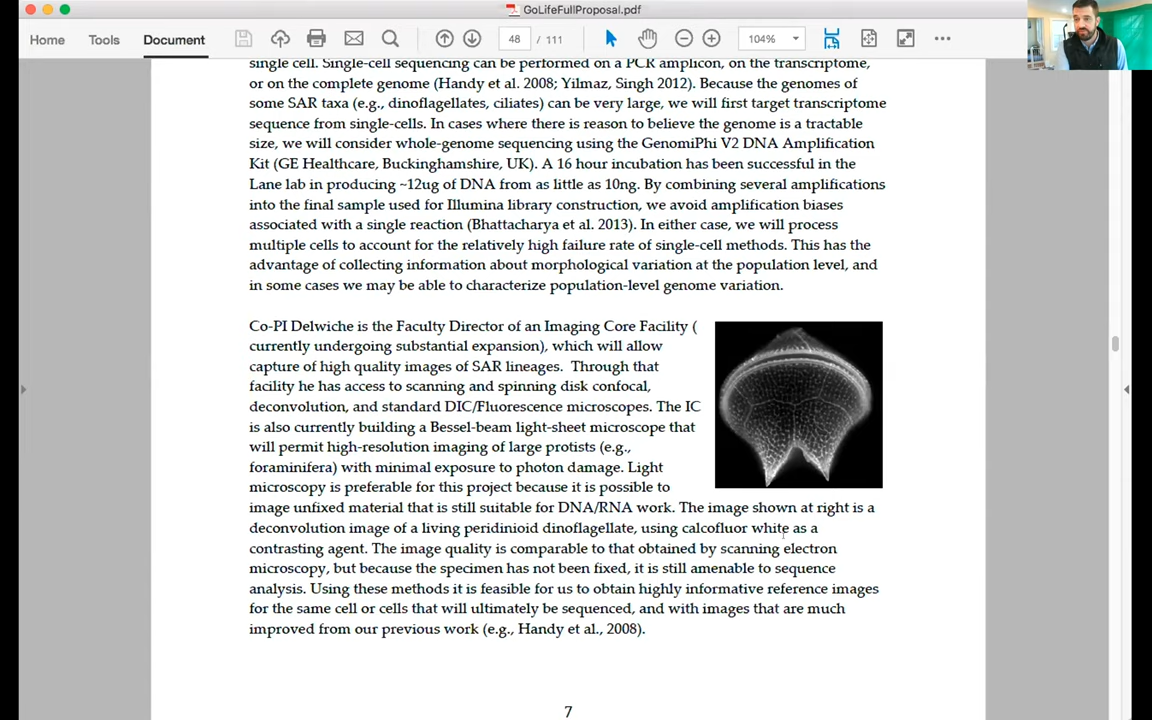 GoLifeFullProposal.pdf
Home Tools Document 48 / 111 104%
single cell. Single-cell sequencing can be performed on a PCR amplicon, on the transcriptome,
or on the complete genome (Handy et al. 2008; Yilmaz, Singh 2012). Because the genomes of
some SAR taxa (e.g., dinoflagellates, ciliates) can be very large, we will first target transcriptome
sequence from single-cells. In cases where there is reason to believe the genome is a tractable
size, we will consider whole-genome sequencing using the GenomiPhi V2 DNA Amplification
Kit (GE Healthcare, Buckinghamshire, UK). A 16 hour incubation has been successful in the
Lane lab in producing ~12ug of DNA from as little as 10ng. By combining several amplifications
into the final sample used for Illumina library construction, we avoid amplification biases
associated with a single reaction (Bhattacharya et al. 2013). In either case, we will process
multiple cells to account for the relatively high failure rate of single-cell methods. This has the
advantage of collecting information about morphological variation at the population level, and
in some cases we may be able to characterize population-level genome variation.
Co-PI Delwiche is the Faculty Director of an Imaging Core Facility (
currently undergoing substantial expansion), which will allow
capture of high quality images of SAR lineages. Through that
facility he has access to scanning and spinning disk confocal,
deconvolution, and standard DIC/Fluorescence microscopes. The IC
is also currently building a Bessel-beam light-sheet microscope that
will permit high-resolution imaging of large protists (e.g.,
foraminifera) with minimal exposure to photon damage. Light
microscopy is preferable for this project because it is possible to
image unfixed material that is still suitable for DNA/RNA work. The image shown at right is a
deconvolution image of a living peridinioid dinoflagellate, using calcofluor white as a
contrasting agent. The image quality is comparable to that obtained by scanning electron
microscopy, but because the specimen has not been fixed, it is still amenable to sequence
analysis. Using these methods it is feasible for us to obtain highly informative reference images
for the same cell or cells that will ultimately be sequenced, and with images that are much
improved from our previous work (e.g., Handy et al., 2008).
7